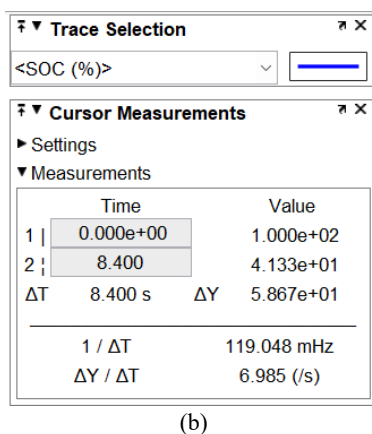 Trace Selection
<SOC (%)>
Cursor Measurements
Settings
Measurements
Time Value
1 | 0.000e+00 1.000e+02
2 ¦ 8.400 4.133e+01
ΔT 8.400 s ΔY 5.867e+01
1 / ΔT 119.048 mHz
ΔY / ΔT 6.985 (/s)
(b)